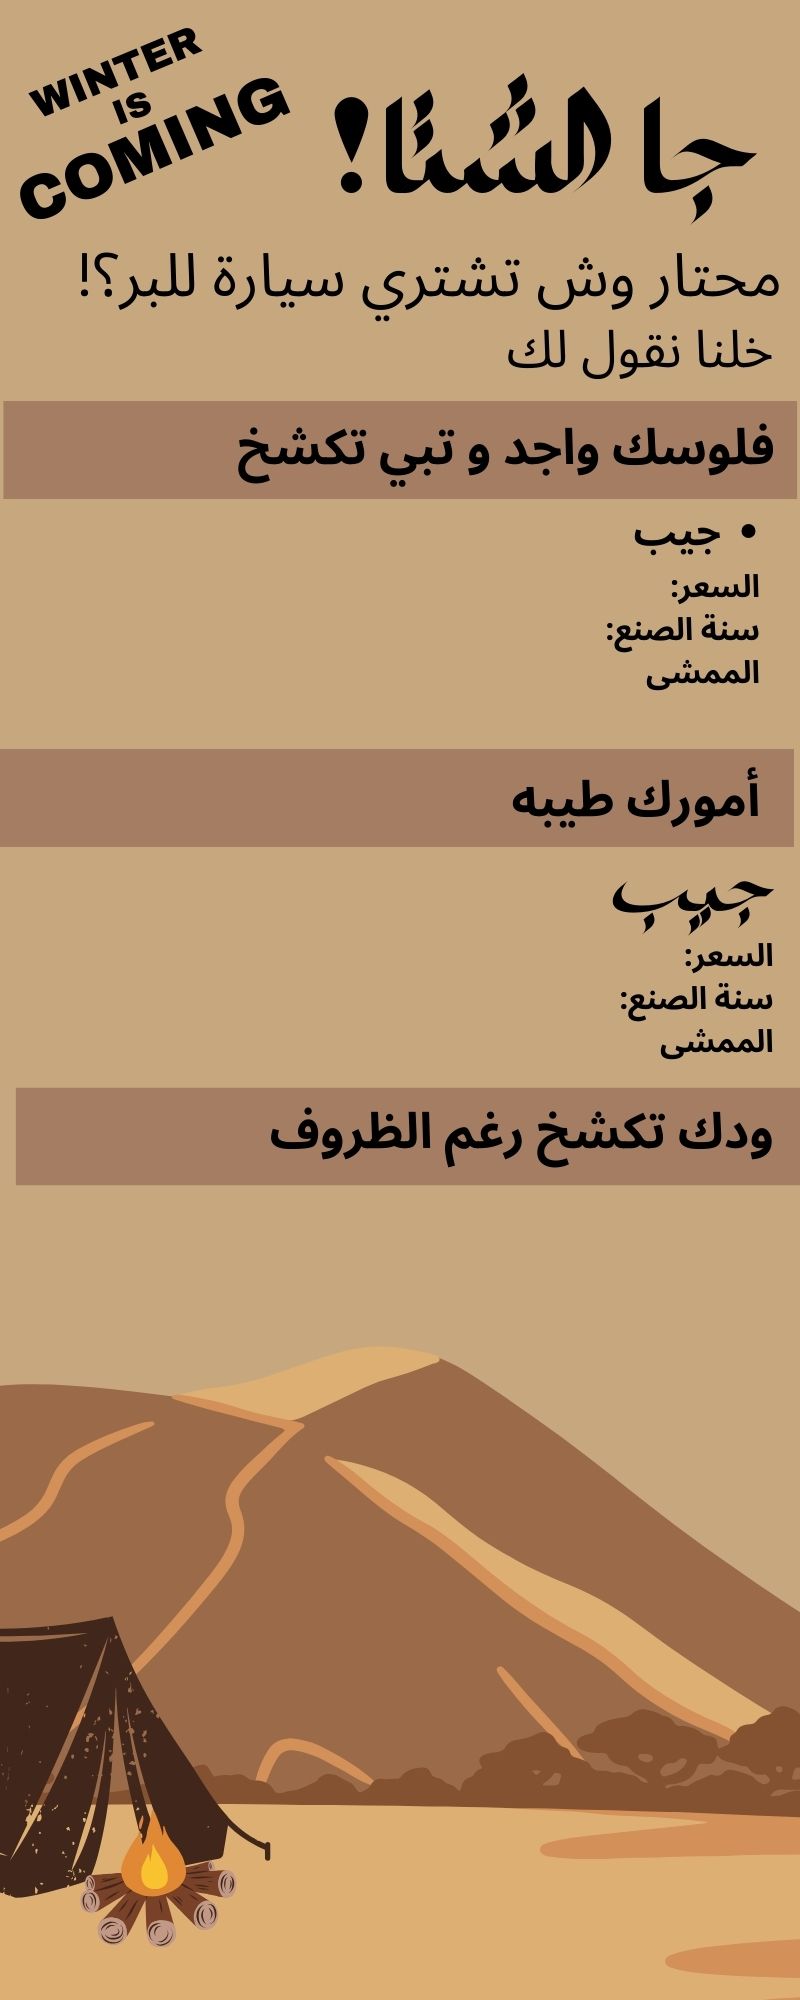 WINTER
IS
COMING
جا الشتا!
محتار وش تشتري سيارة للبر؟!
خلنا نقول لك
فلوسك واجد و تبي تكشخ
• جيب
السعر:
سنة الصنع:
الممشى
أمورك طيبه
جيب
السعر:
سنة الصنع:
الممشى
ودك تكشخ رغم الظروف